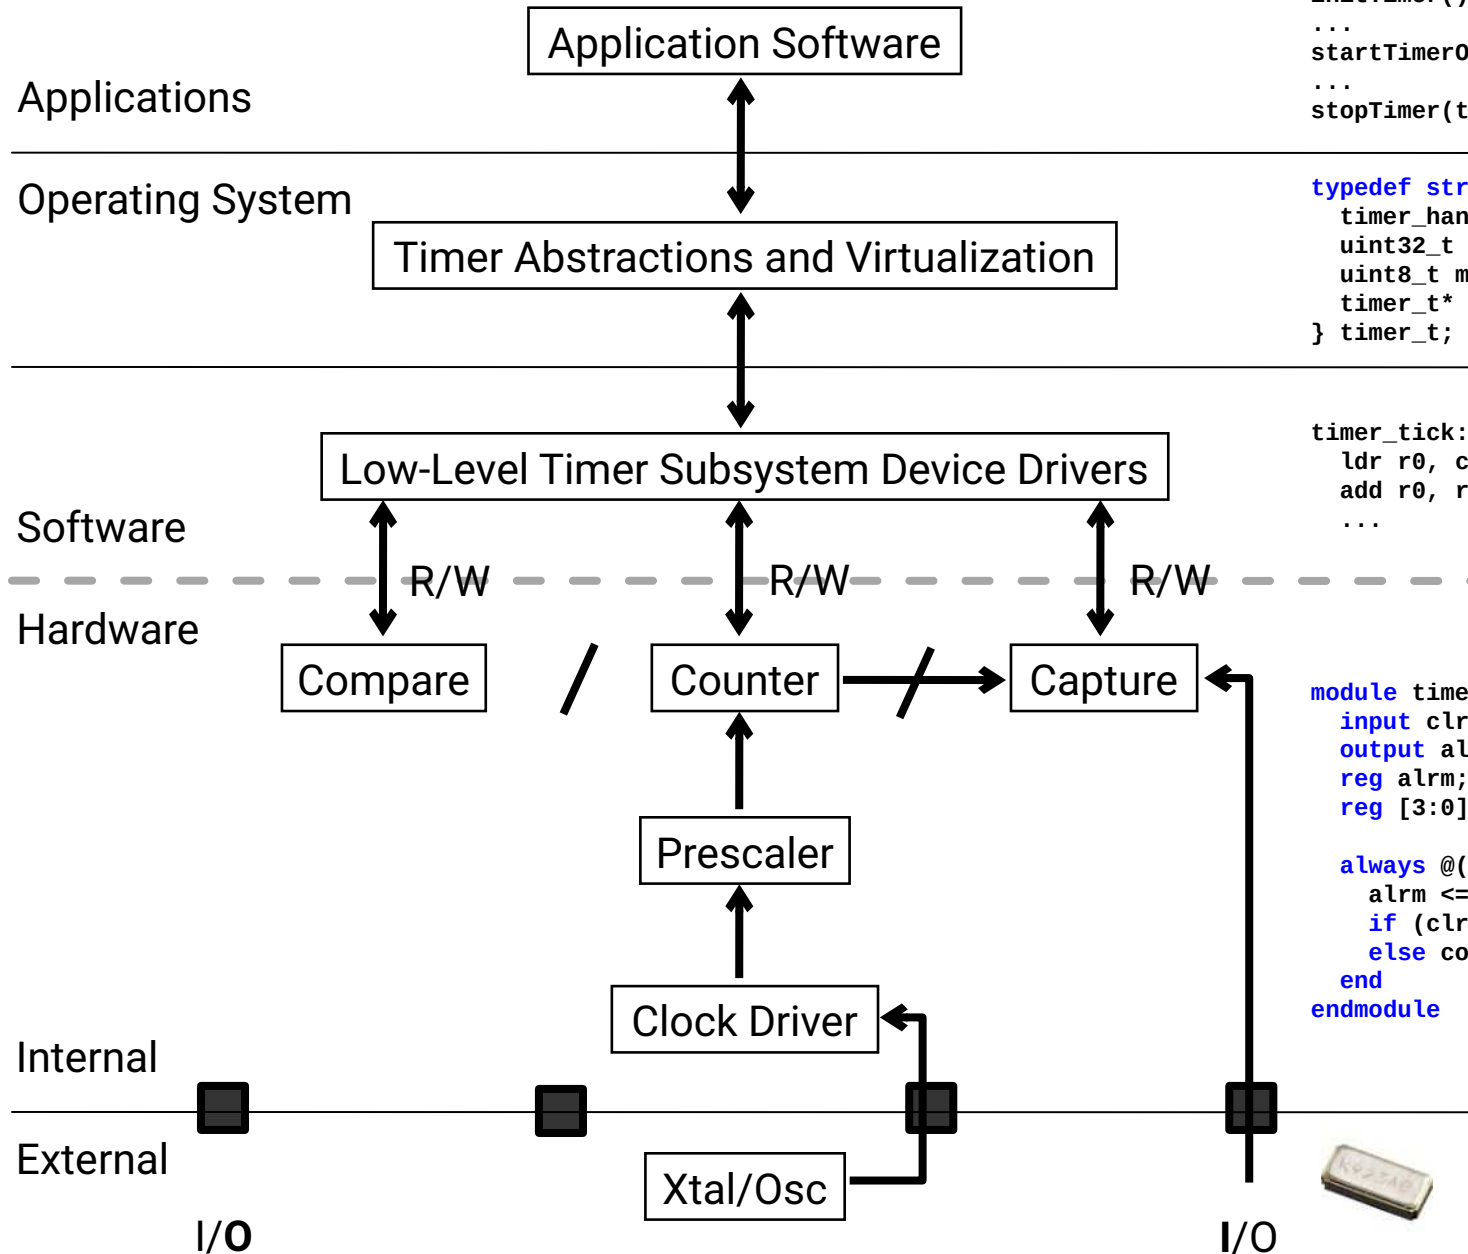 Application Software
Applications
Operating System
Timer Abstractions and Virtualization
Low-Level Timer Subsystem Device Drivers
Software
R/W
R/W
R/W
Hardware
Compare
Counter
Capture
Prescaler
Clock Driver
Internal
External
Xtal/Osc
I/O
I/O
...
startTimerO
...
stopTimer(t
typedef str
timer_han
uint32_t
uint8_t m
timer_t*
} timer_t;
timer_tick:
ldr r0, c
add r0, r
...
module time
input clr
output al
reg alrm;
reg [3:0]
always @(
alrm <=
if (clr
else co
end
endmodule